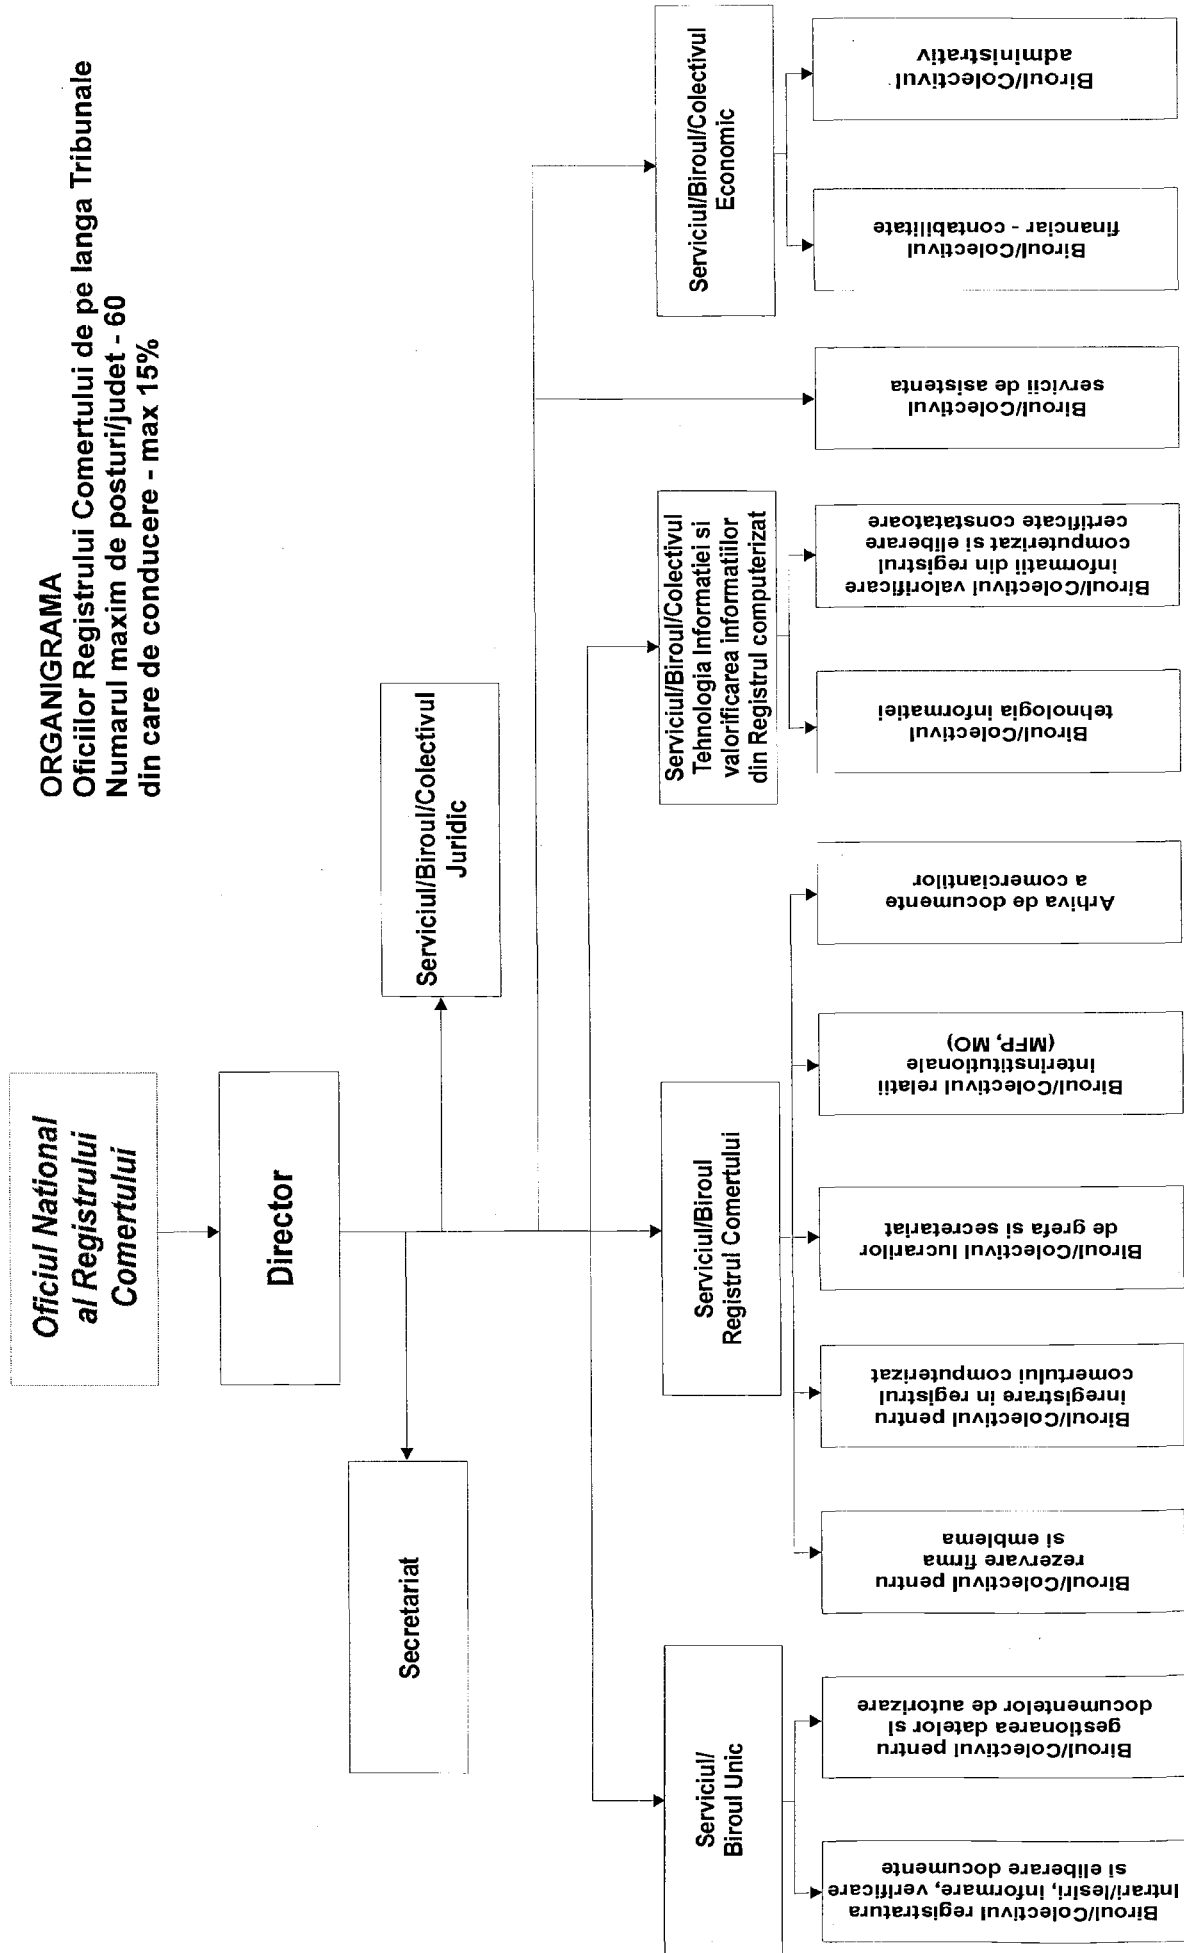 ORGANIGRAMA
Oficiilor Registrului Comertului de pe langa Tribunale
Numarul maxim de posturi/judet - 60
din care de conducere - max 15%
Oficiul National
al Registrului
Comertului
Director
Secretariat
Serviciul/Biroul/Colectivul
Juridic
Serviciul/
Biroul Unic
Serviciul/Biroul
Registrul Comertului
Serviciul/Biroul/Colectivul
Tehnologia Informatiei si
valorificarea informatiilor
din Registrul computerizat
Serviciul/Biroul/Colectivul
Economic
Biroul/Colectivul registratura
Intrari/Iesiri, informare, verificare
si eliberare documente
Biroul/Colectivul pentru
gestionarea datelor si
documentelor de autorizare
Biroul/Colectivul pentru
rezervare firma
si emblema
Biroul/Colectivul pentru
inregistrare in registrul
comertului computerizat
Biroul/Colectivul lucrarilor
de grefa si secretariat
Biroul/Colectivul relatii
interinstitutionale
(MFP, MO)
Arhiva de documente
a comerciantilor
Biroul/Colectivul
tehnologia informatiei
Biroul/Colectivul valorificare
informatii din registrul
computerizat si eliberare
certificate constatatoare
Biroul/Colectivul
servicii de asistenta
Biroul/Colectivul
financiar - contabilitate
Biroul/Colectivul
administrativ